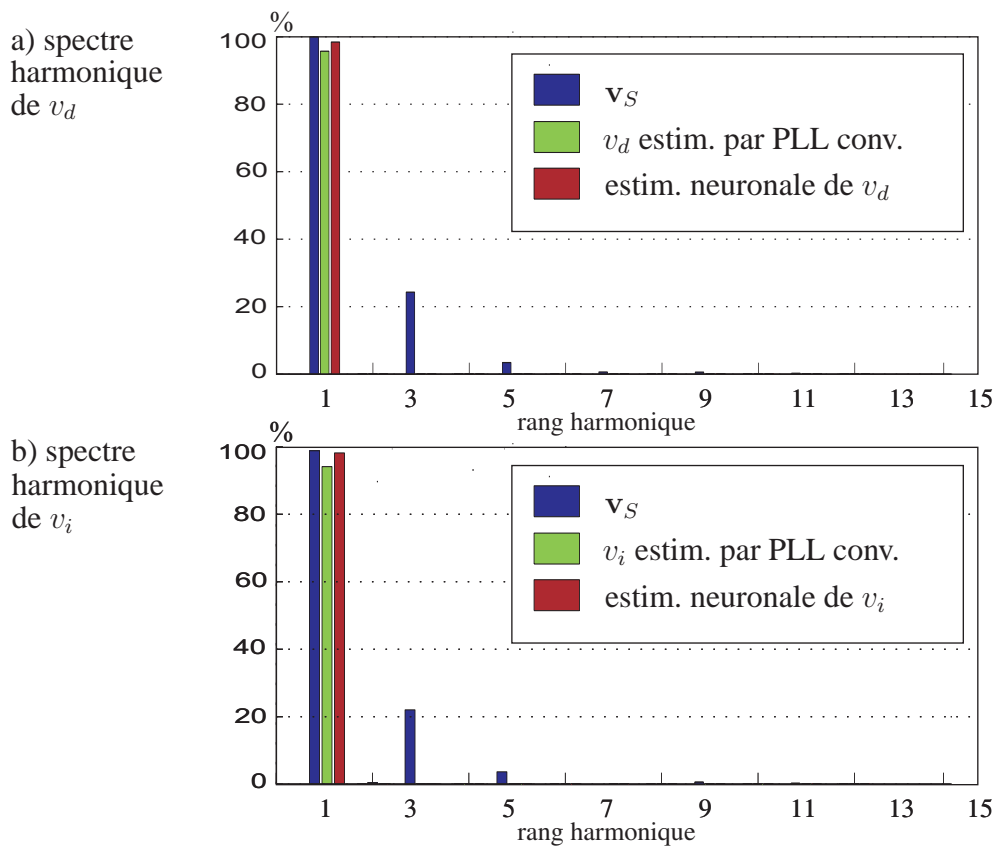 a) spectre
harmonique
de v_d
%
100
80
60
40
20
0
v_S
v_d estim. par PLL conv.
estim. neuronale de v_d
1 3 5 7 9 11 13 15
rang harmonique
b) spectre
harmonique
de v_i
%
100
80
60
40
20
0
v_S
v_i estim. par PLL conv.
estim. neuronale de v_i
1 3 5 7 9 11 13 15
rang harmonique